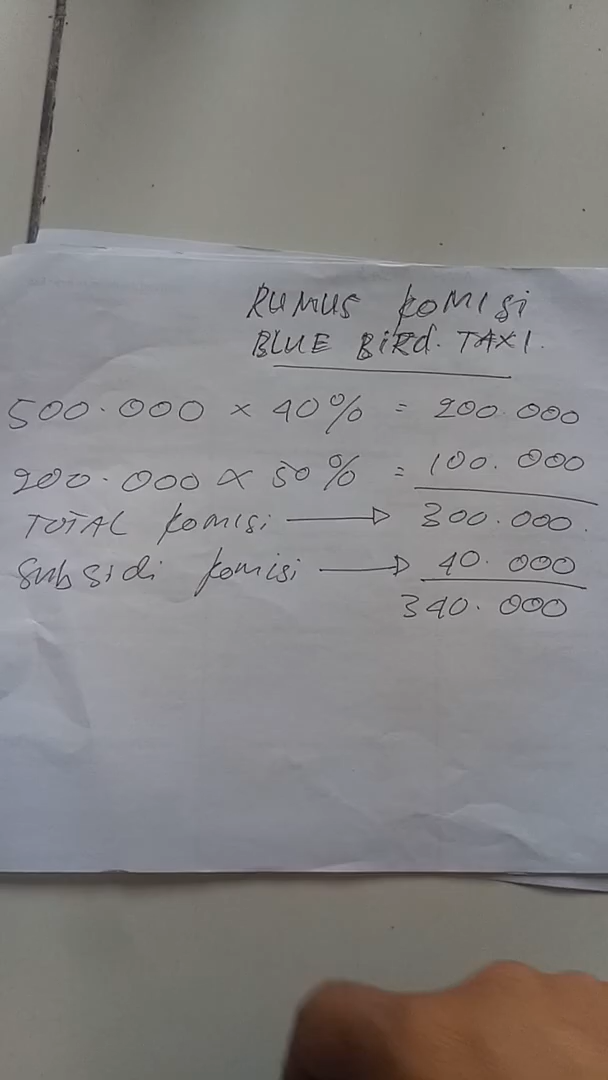 RUMUS KOMISI
BLUE BIRD. TAXI.
500.000 x 40% = 200.000
200.000 x 50% = 100.000
TOTAL KOMISI → 300.000.
Subsidi komisi → 40.000
340.000